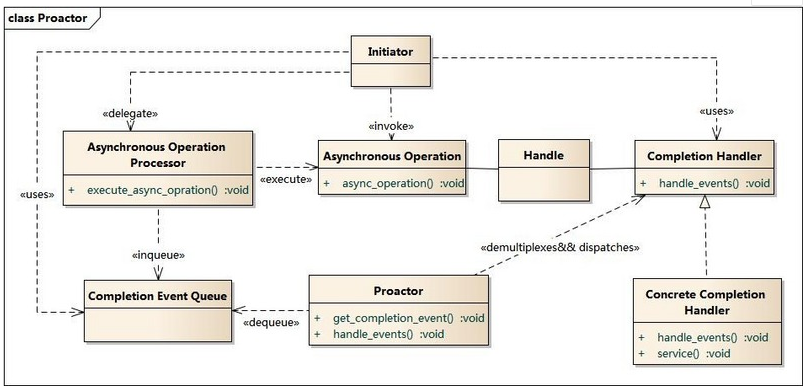 class Proactor
Initiator
«delegate»
«invoke»
«uses»
Asynchronous Operation
Processor
+ execute_async_opration() :void
«execute»
Asynchronous Operation
+ async_operation() :void
Handle
Completion Handler
+ handle_events() :void
«uses»
«inqueue»
«demultiplexes&& dispatches»
Completion Event Queue
«dequeue»
Proactor
+ get_completion_event() :void
+ handle_events() :void
Concrete Completion
Handler
+ handle_events() :void
+ service() :void